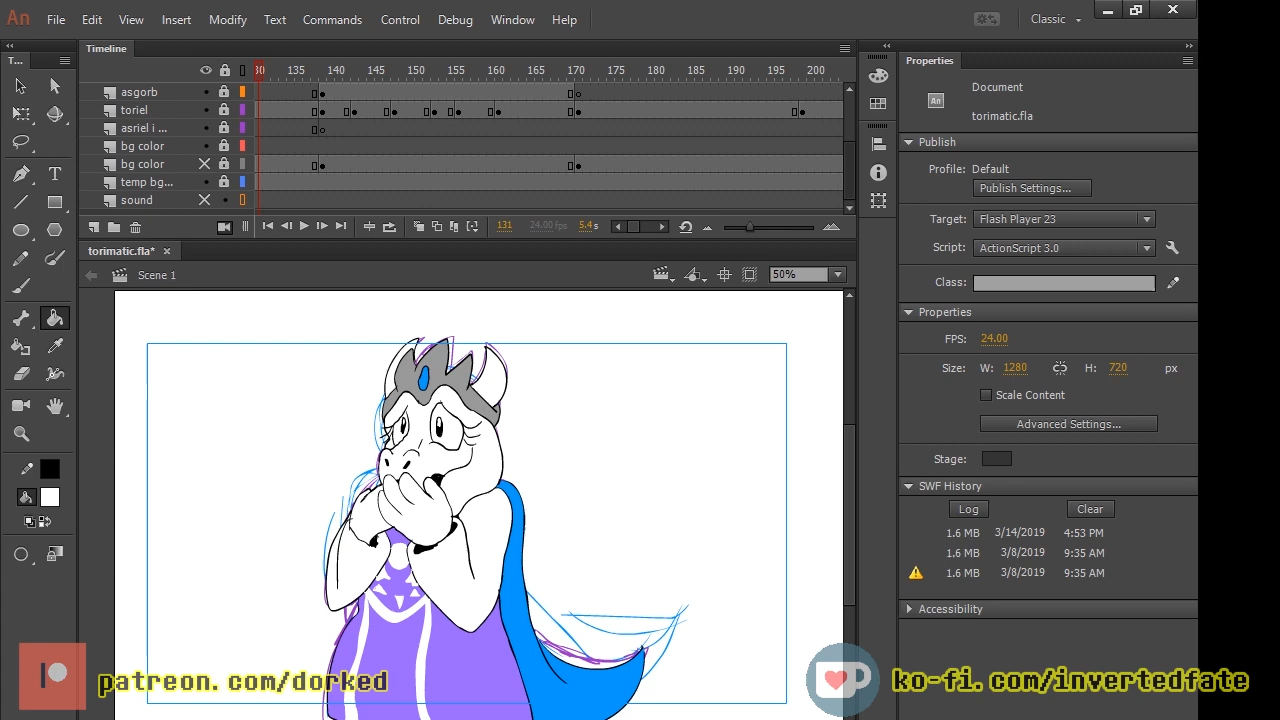 An File Edit View Insert Modify Text Commands Control Debug Window Help Classic
T... Timeline Properties
30 135 140 145 150 155 160 165 170 175 180 185 190 195 200
asgorb
toriel
asriel i ...
bg color
bg color
temp bg...
sound
131 24.00 fps 5.4 s
torimatic.fla*
Scene 1 50%
An Document
torimatic.fla
Publish
Profile: Default
Publish Settings...
Target: Flash Player 23
Script: ActionScript 3.0
Class:
Properties
FPS: 24.00
Size: W: 1280 H: 720 px
Scale Content
Advanced Settings...
Stage:
SWF History
Log Clear
1.6 MB 3/14/2019 4:53 PM
1.6 MB 3/8/2019 9:35 AM
1.6 MB 3/8/2019 9:35 AM
Accessibility
patreon.com/dorked
ko-fi.com/invertedfate